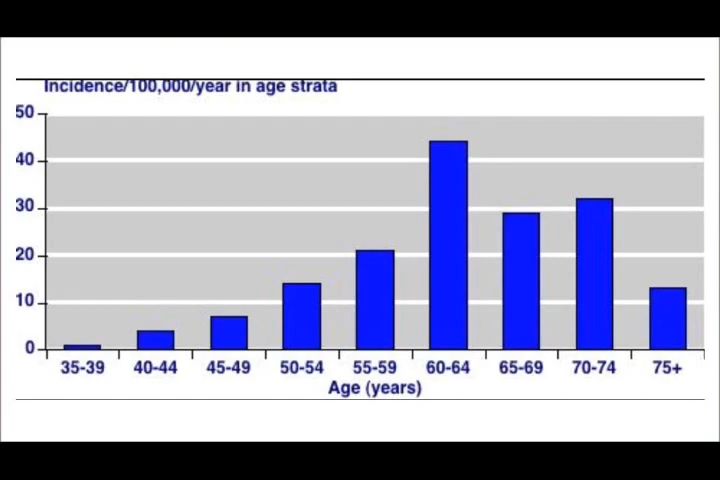 Incidence/100,000/year in age strata
50
40
30
20
10
0
35-39 40-44 45-49 50-54 55-59 60-64 65-69 70-74 75+
Age (years)